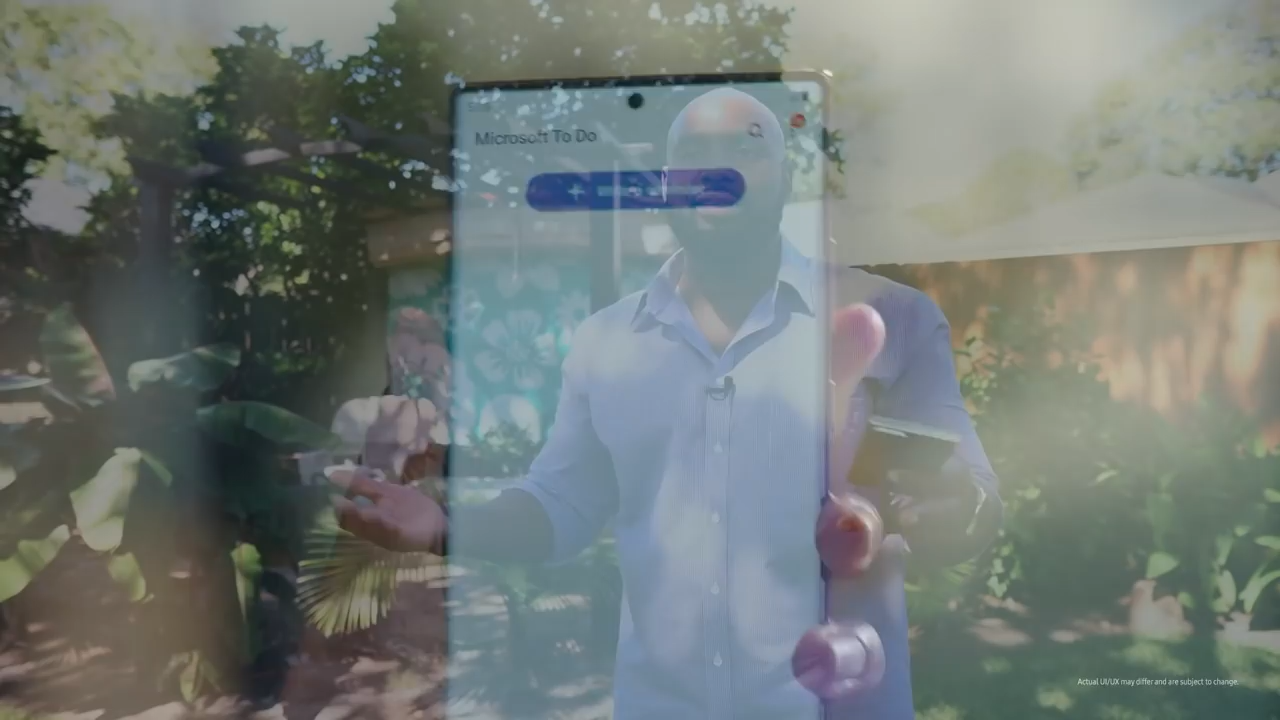 Microsoft To Do
Actual UI/UX may differ and are subject to change.